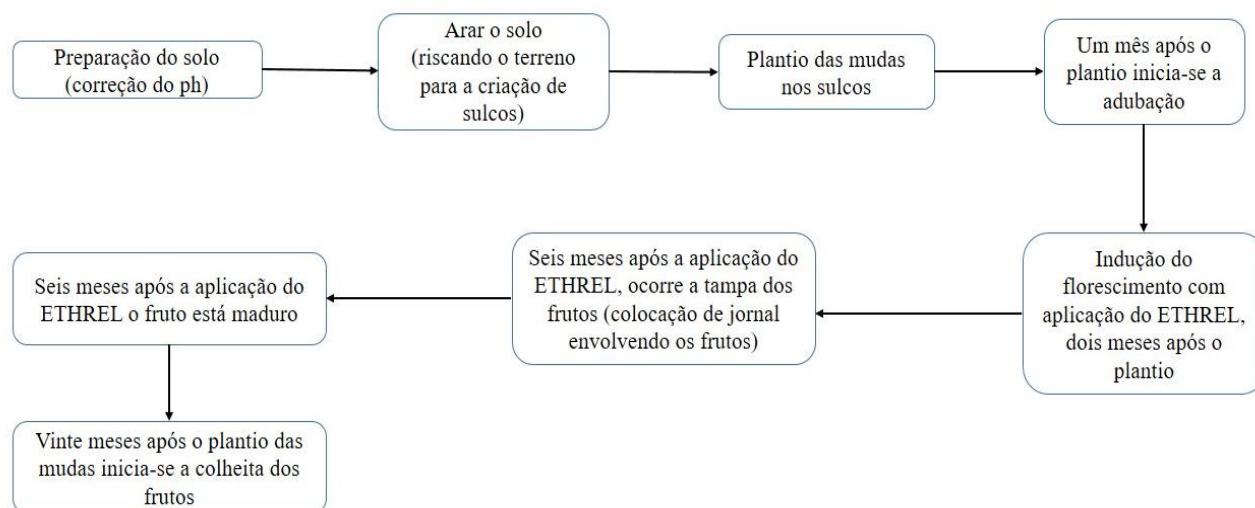 Preparação do solo
(correção do ph)
Arar o solo
(riscando o terreno
para a criação de
sulcos)
Plantio das mudas
nos sulcos
Um mês após o
plantio inicia-se a
adubação
Indução do
florescimento com
aplicação do ETHREL,
dois meses após o
plantio
Seis meses após a aplicação do
ETHREL, ocorre a tampa dos
frutos (colocação de jornal
envolvendo os frutos)
Seis meses após a aplicação do
ETHREL o fruto está maduro
Vinte meses após o plantio das
mudas inicia-se a colheita dos
frutos